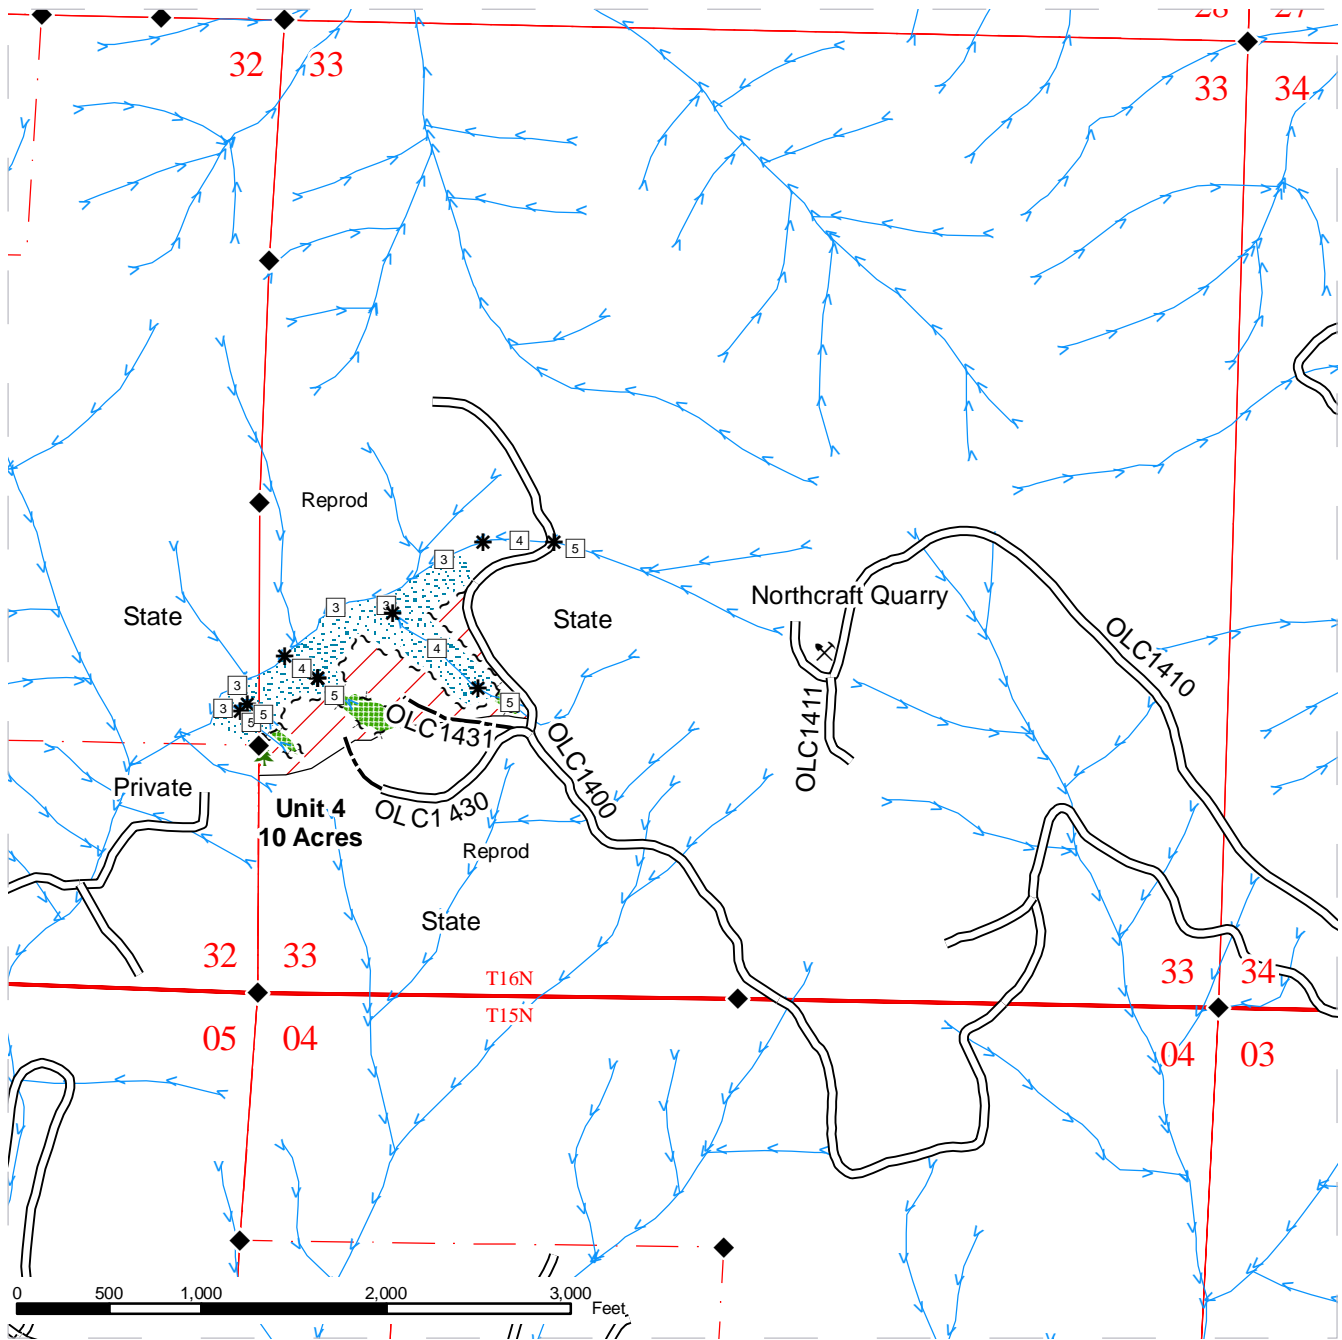 28 27
32 33
33 34
Reprod
4
5
3
Northcraft Quarry
3
3
State
State
4
OLC1410
4
3
5
5
3
5
5
OLC1431
OLC1411
OLC1400
Private
Unit 4
10 Acres
OLC1430
Reprod
State
32 33
33 34
T16N
T15N
05 04
04 03
0 500 1,000 2,000 3,000
Feet